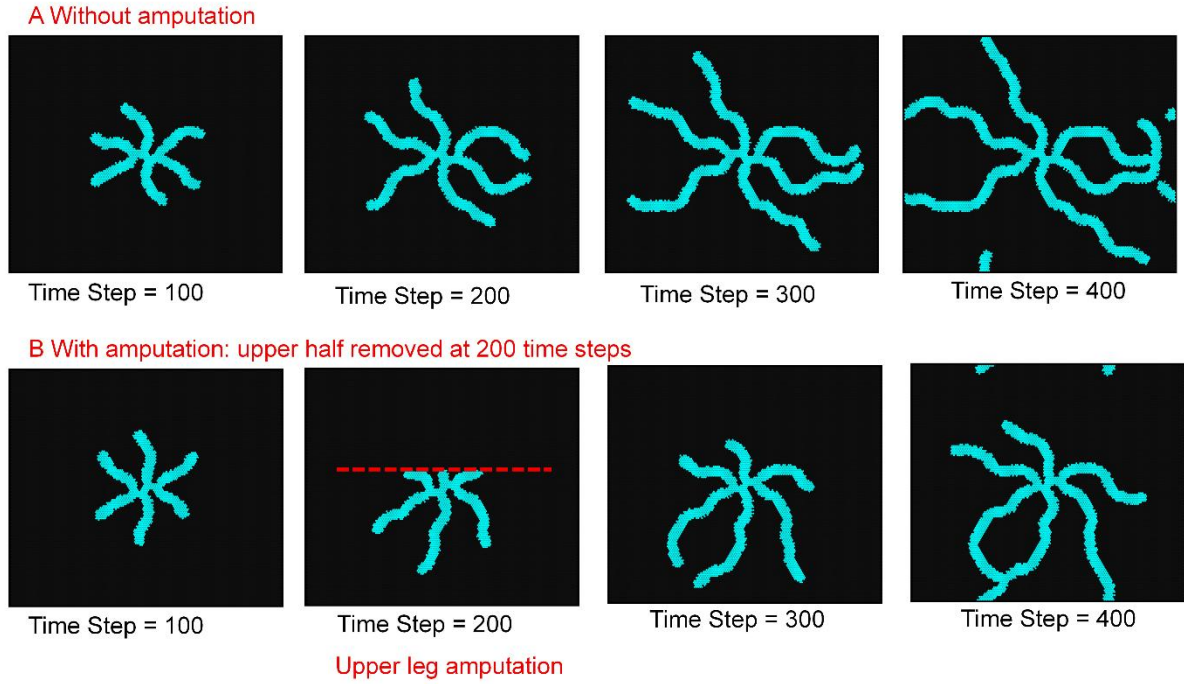 A Without amputation
Time Step = 100
Time Step = 200
Time Step = 300
Time Step = 400
B With amputation: upper half removed at 200 time steps
Time Step = 100
Time Step = 200
Time Step = 300
Time Step = 400
Upper leg amputation